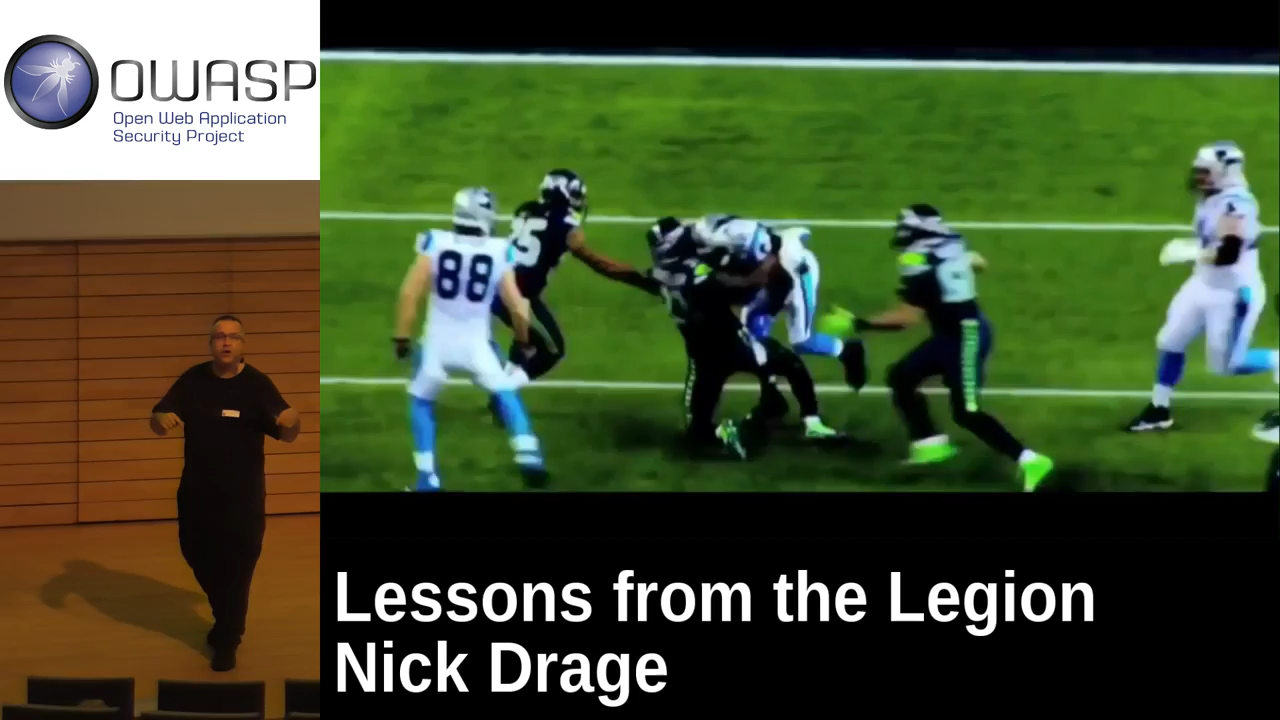 OWASP
Open Web Application
Security Project
88
Lessons from the Legion
Nick Drage